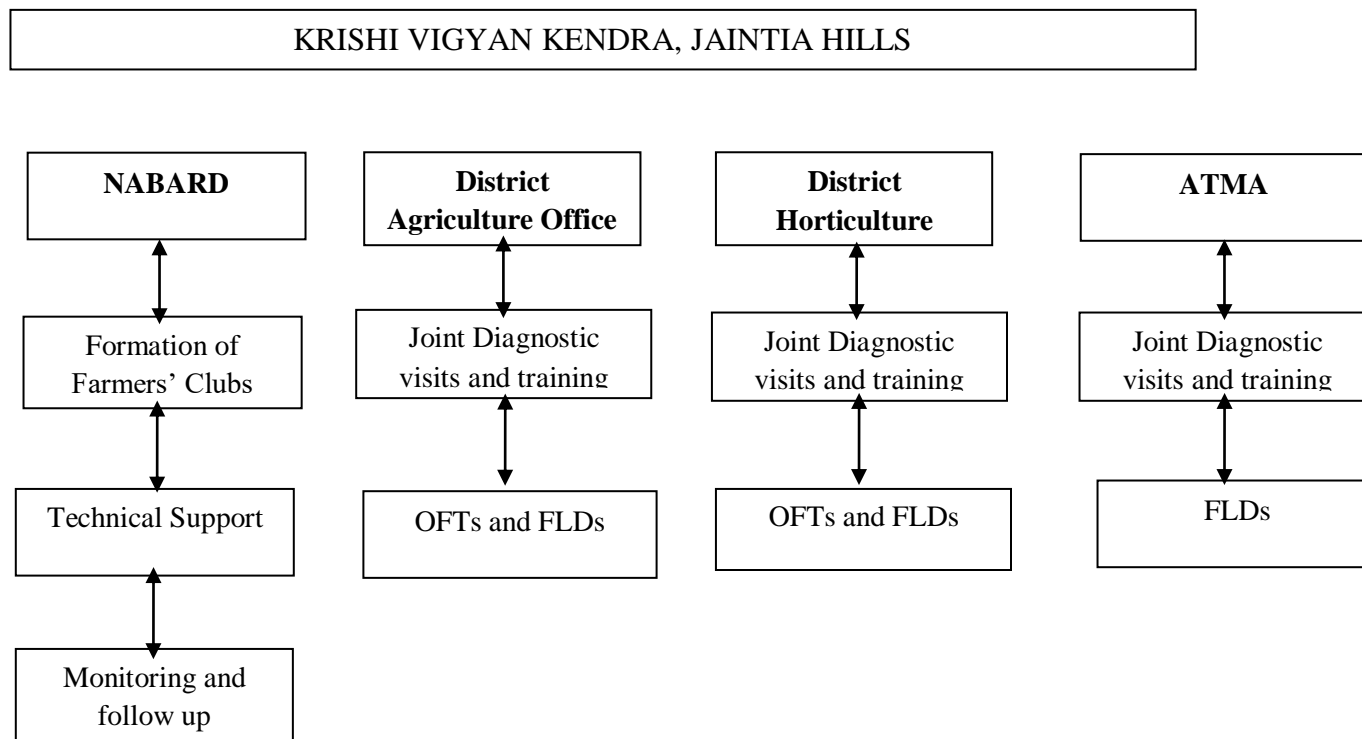 KRISHI VIGYAN KENDRA, JAINTIA HILLS
NABARD
District
Agriculture Office
District
Horticulture
ATMA
Formation of
Farmers’ Clubs
Joint Diagnostic
visits and training
Joint Diagnostic
visits and training
Joint Diagnostic
visits and training
Technical Support
OFTs and FLDs
OFTs and FLDs
FLDs
Monitoring and
follow up